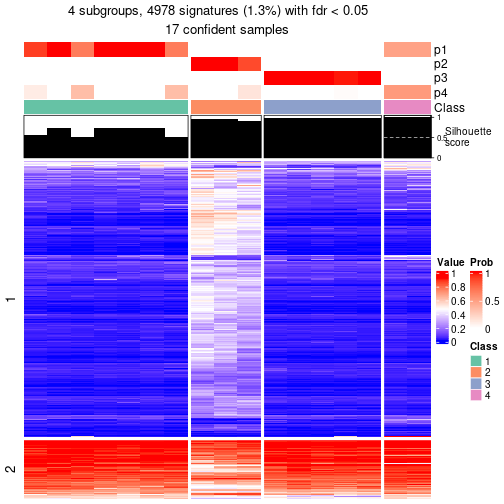 4 subgroups, 4978 signatures (1.3%) with fdr < 0.05
17 confident samples
p1
p2
p3
p4
Class
1
0.5
0
Silhouette
score
1
2
Value
1
0.8
0.6
0.4
0.2
0
Prob
1
0.5
0
Class
1
2
3
4